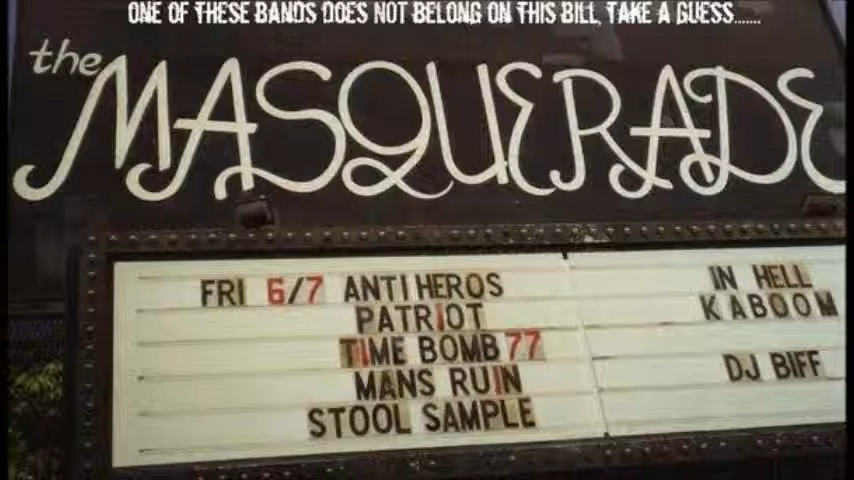 ONE OF THESE BANDS DOES NOT BELONG ON THIS BILL, TAKE A GUESS.......
the
MASQUERADE
FRI 6/7 ANTI HEROS
PATRIOT
TIME BOMB 77
MANS RUIN
STOOL SAMPLE
IN HELL
KABOOM
DJ BIFF